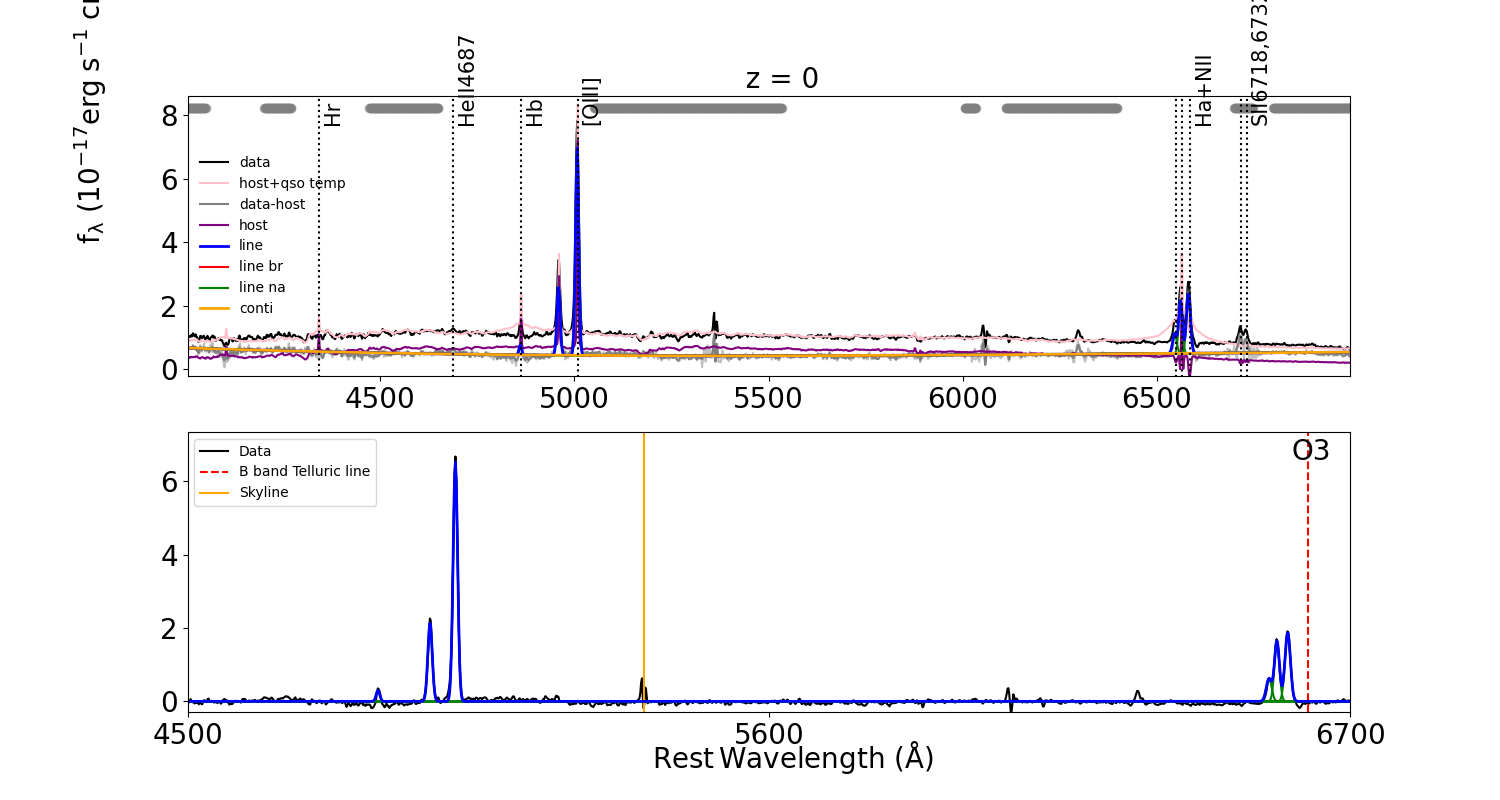 f_λ (10^−17 erg s^−1 c
z = 0
Hr
HeII4687
Hb
[OIII]
Ha+NII
SII6718,673
8
6
4
2
0
data
host+qso temp
data-host
host
line
line br
line na
conti
4500
5000
5500
6000
6500
Data
B band Telluric line
Skyline
O3
6
4
2
0
4500
5600
6700
Rest Wavelength (Å)